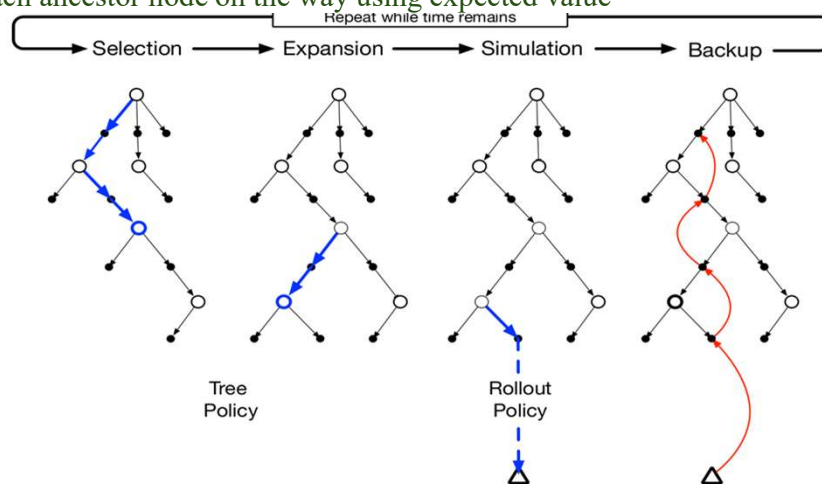 ach ancestor node on the way using expected value
Repeat while time remains
Selection Expansion Simulation Backup
Tree
Policy
Rollout
Policy